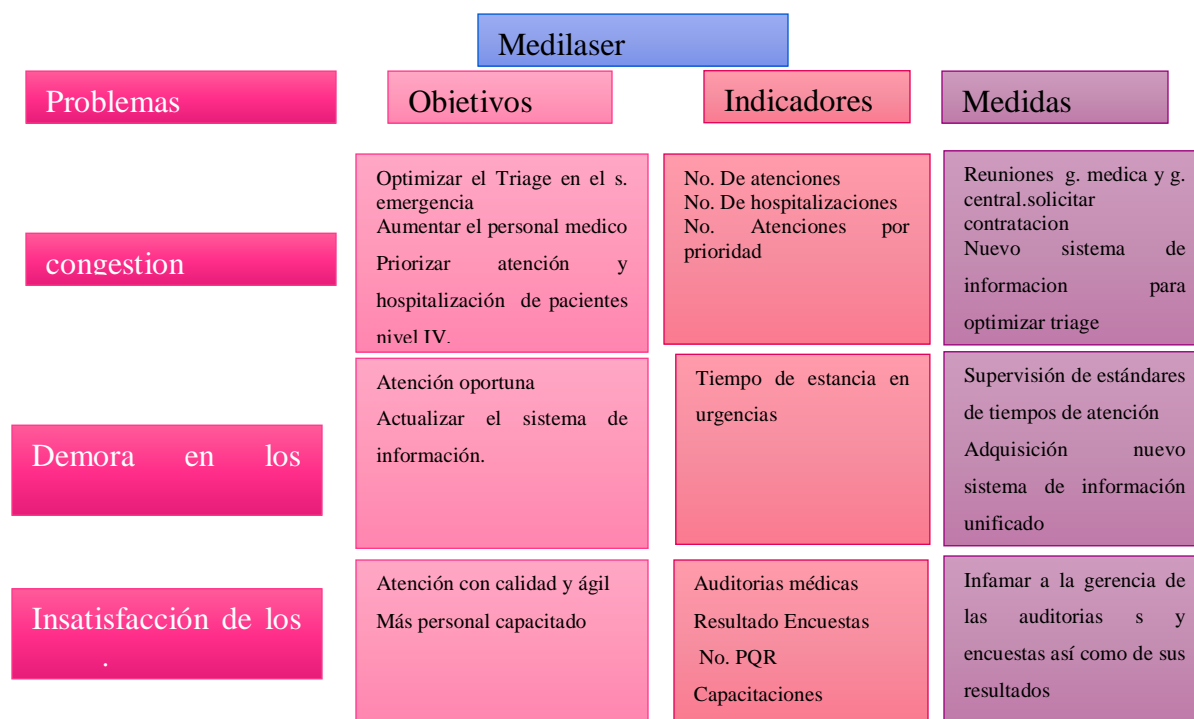 Medilaser
Problemas
Objetivos
Indicadores
Medidas
congestion
Optimizar el Triage en el s.
emergencia
Aumentar el personal medico
Priorizar atención y
hospitalización de pacientes
nivel IV.
No. De atenciones
No. De hospitalizaciones
No. Atenciones por
prioridad
Reuniones g. medica y g.
central.solicitar
contratacion
Nuevo sistema de
informacion para
optimizar triage
Demora en los
Atención oportuna
Actualizar el sistema de
información.
Tiempo de estancia en
urgencias
Supervisión de estándares
de tiempos de atención
Adquisición nuevo
sistema de información
unificado
Insatisfacción de los
.
Atención con calidad y ágil
Más personal capacitado
Auditorias médicas
Resultado Encuestas
No. PQR
Capacitaciones
Infamar a la gerencia de
las auditorias s y
encuestas así como de sus
resultados